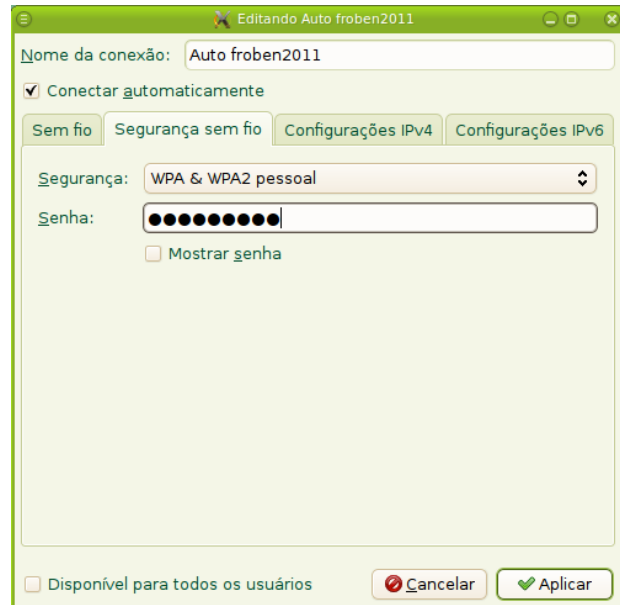 Editando Auto froben2011
Nome da conexão: Auto froben2011
Conectar automaticamente
Sem fio Segurança sem fio Configurações IPv4 Configurações IPv6
Segurança: WPA & WPA2 pessoal
Senha: ●●●●●●●●●
Mostrar senha
Disponível para todos os usuários Cancelar Aplicar